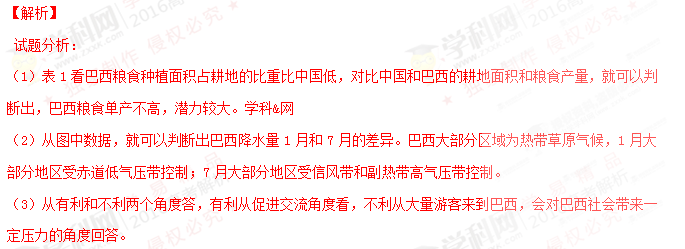 【解析】
试题分析：
（1）表 1 看巴西粮食种植面积占耕地的比重比中国低，对比中国和巴西的耕地面积和粮食产量，就可以判
断出，巴西粮食单产不高，潜力较大。学科&网
（2）从图中数据，就可以判断出巴西降水量 1 月和 7 月的差异。巴西大部分区域为热带草原气候，1 月大
部分地区受赤道低气压带控制；7 月大部分地区受信风带和副热带高气压带控制。
（3）从有利和不利两个角度答，有利从促进交流角度看，不利从大量游客来到巴西，会对巴西社会带来一
定压力的角度回答。